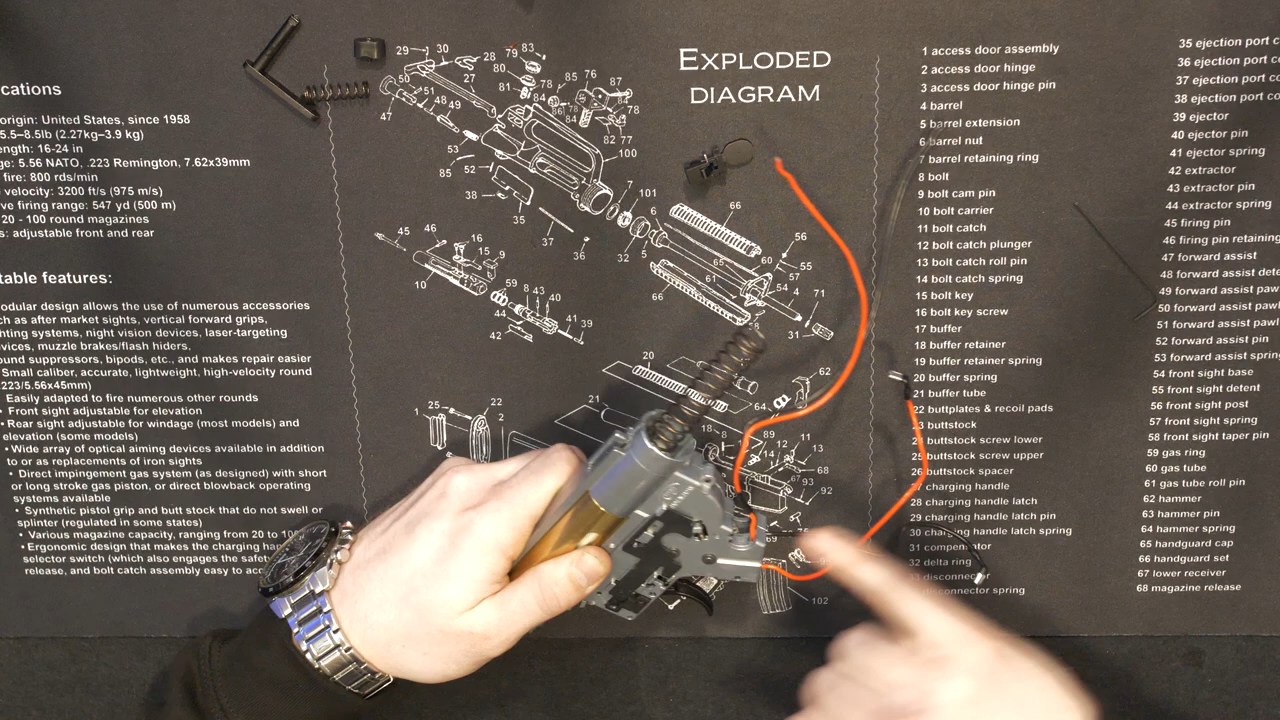 EXPLODED
DIAGRAM
cations
origin: United States, since 1958
5.5–8.5lb (2.27kg–3.9 kg)
ength: 16-24 in
ge: 5.56 NATO, .223 Remington, 7.62x39mm
fire: 800 rds/min
velocity: 3200 ft/s (975 m/s)
ve firing range: 547 yd (500 m)
20 - 100 round magazines
s: adjustable front and rear
table features:
odular design allows the use of numerous accessories
ch as after market sights, vertical forward grips,
hting systems, night vision devices, laser-targeting
vices, muzzle brakes/flash hiders,
ound suppressors, bipods, etc., and makes repair easier
Small caliber, accurate, lightweight, high-velocity round
.223/5.56x45mm)
Easily adapted to fire numerous other rounds
• Front sight adjustable for elevation
• Rear sight adjustable for windage (most models) and
elevation (some models)
• Wide array of optical aiming devices available in addition
to or as replacements of iron sights
• Direct impingement gas system (as designed) with short
or long stroke gas piston, or direct blowback operating
systems available
• Synthetic pistol grip and butt stock that do not swell or
splinter (regulated in some states)
• Various magazine capacity, ranging from 20 to 10
• Ergonomic design that makes the charging han
selector switch (which also engages the safe
release, and bolt catch assembly easy to acc
1 access door assembly
2 access door hinge
3 access door hinge pin
4 barrel
5 barrel extension
6 barrel nut
7 barrel retaining ring
8 bolt
9 bolt cam pin
10 bolt carrier
11 bolt catch
12 bolt catch plunger
13 bolt catch roll pin
14 bolt catch spring
15 bolt key
16 bolt key screw
17 buffer
18 buffer retainer
19 buffer retainer spring
20 buffer spring
21 buffer tube
22 buttplates & recoil pads
23 buttstock
buttstock screw lower
buttstock screw upper
26 buttstock spacer
27 charging handle
28 charging handle latch
29 charging handle latch pin
30 charging handle latch spring
31 compensator
32 delta ring
disconnector
disconnector spring
35 ejection port c
36 ejection port co
37 ejection port co
38 ejection port co
39 ejector
40 ejector pin
41 ejector spring
42 extractor
43 extractor pin
44 extractor spring
45 firing pin
46 firing pin retaining
47 forward assist
48 forward assist dete
49 forward assist paw
50 forward assist pawl
51 forward assist pawl
52 forward assist pin
53 forward assist spring
54 front sight base
55 front sight detent
56 front sight post
57 front sight spring
58 front sight taper pin
59 gas ring
60 gas tube
61 gas tube roll pin
62 hammer
63 hammer pin
64 hammer spring
65 handguard cap
66 handguard set
67 lower receiver
68 magazine release